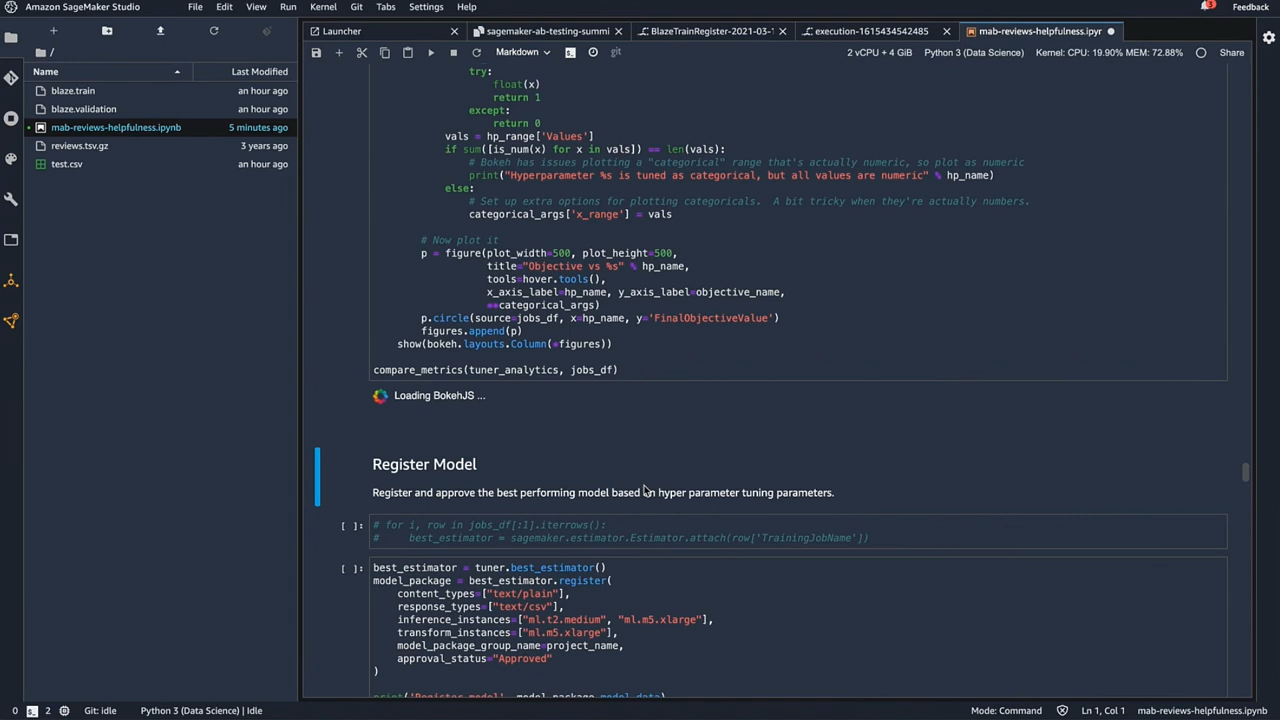 Amazon SageMaker Studio File Edit View Run Kernel Git Tabs Settings Help Feedback
Launcher sagemaker-ab-testing-summi BlazeTrainRegister-2021-03-1 execution-1615434542485 mab-reviews-helpfulness.ipyr
Markdown git 2 vCPU + 4 GiB Python 3 (Data Science) Kernel: CPU: 19.90% MEM: 72.88% Share
/
Name Last Modified
blaze.train an hour ago
blaze.validation an hour ago
mab-reviews-helpfulness.ipynb 5 minutes ago
reviews.tsv.gz 3 years ago
test.csv an hour ago
try:
float(x)
return 1
except:
return 0
vals = hp_range['Values']
if sum([is_num(x) for x in vals]) == len(vals):
# Bokeh has issues plotting a "categorical" range that's actually numeric, so plot as numeric
print("Hyperparameter %s is tuned as categorical, but all values are numeric" % hp_name)
else:
# Set up extra options for plotting categoricals.  A bit tricky when they're actually numbers.
categorical_args['x_range'] = vals
# Now plot it
p = figure(plot_width=500, plot_height=500,
title="Objective vs %s" % hp_name,
tools=hover.tools(),
x_axis_label=hp_name, y_axis_label=objective_name,
**categorical_args)
p.circle(source=jobs_df, x=hp_name, y='FinalObjectiveValue')
figures.append(p)
show(bokeh.layouts.Column(*figures))
compare_metrics(tuner_analytics, jobs_df)
Loading BokehJS ...
Register Model
Register and approve the best performing model based on hyper parameter tuning parameters.
[ ]: # for i, row in jobs_df[:1].iterrows():
#     best_estimator = sagemaker.estimator.Estimator.attach(row['TrainingJobName'])
[ ]: best_estimator = tuner.best_estimator()
model_package = best_estimator.register(
content_types=["text/plain"],
response_types=["text/csv"],
inference_instances=["ml.t2.medium", "ml.m5.xlarge"],
transform_instances=["ml.m5.xlarge"],
model_package_group_name=project_name,
approval_status="Approved"
)
print('Register model', model_package.model_data)
0 2 Git: idle Python 3 (Data Science) | Idle Mode: Command Ln 1, Col 1 mab-reviews-helpfulness.ipynb